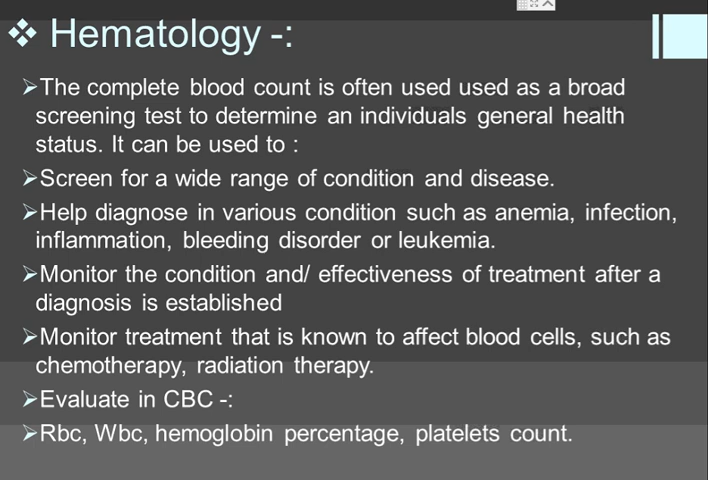 ❖ Hematology -:
➢The complete blood count is often used used as a broad
screening test to determine an individuals general health
status. It can be used to :
➢Screen for a wide range of condition and disease.
➢Help diagnose in various condition such as anemia, infection,
inflammation, bleeding disorder or leukemia.
➢Monitor the condition and/ effectiveness of treatment after a
diagnosis is established
➢Monitor treatment that is known to affect blood cells, such as
chemotherapy, radiation therapy.
➢Evaluate in CBC -:
➢Rbc, Wbc, hemoglobin percentage, platelets count.